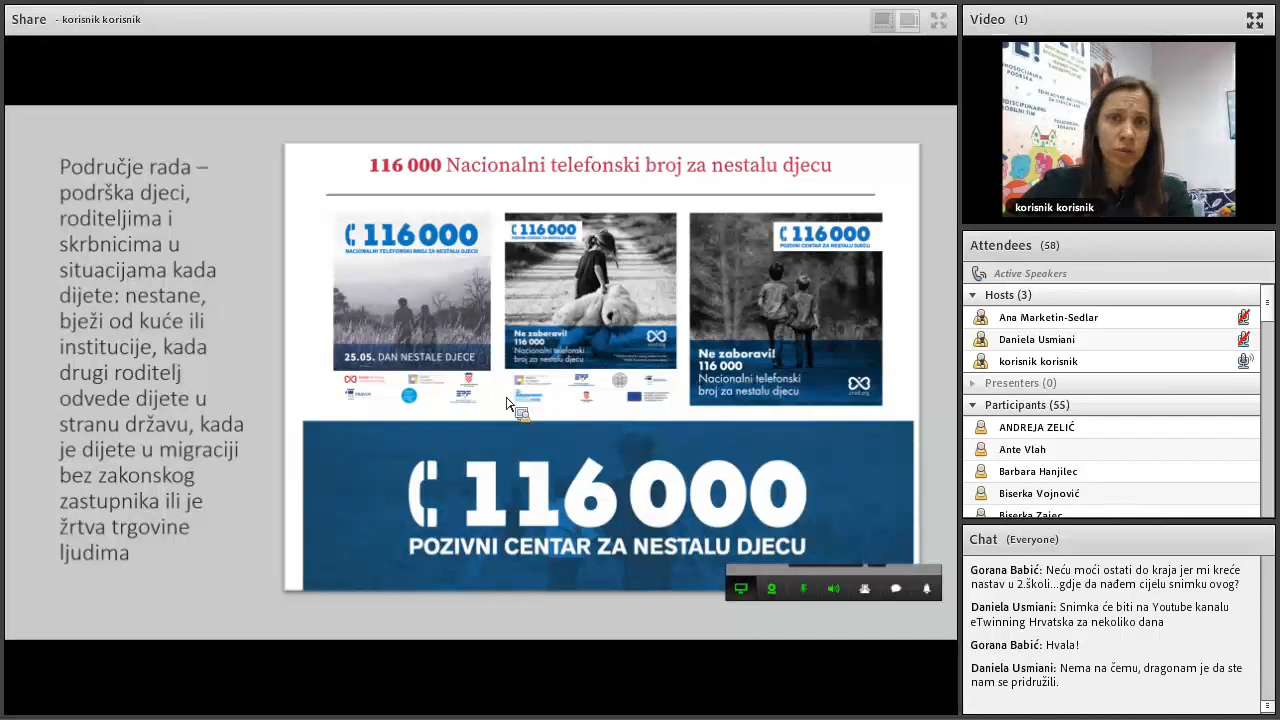 Share - korisnik korisnik
Područje rada –
podrška djeci,
roditeljima i
skrbnicima u
situacijama kada
dijete: nestane,
bježi od kuće ili
institucije, kada
drugi roditelj
odvede dijete u
stranu državu, kada
je dijete u migraciji
bez zakonskog
zastupnika ili je
žrtva trgovine
ljudima
116 000 Nacionalni telefonski broj za nestalu djecu
116000
NACIONALNI TELEFONSKI BROJ ZA NESTALU DJECU
25.05. DAN NESTALE DJECE
116000
POZIVNI CENTAR ZA NESTALU DJECU
Ne zaboravi!
116 000
Nacionalni telefonski
broj za nestalu djecu
116000
POZIVNI CENTAR ZA NESTALU DJECU
Ne zaboravi!
116 000
Nacionalni telefonski
broj za nestalu djecu
cnzd.org
116000
POZIVNI CENTAR ZA NESTALU DJECU
Video (1)
korisnik korisnik
Attendees (58)
Active Speakers
Hosts (3)
Ana Marketin-Sedlar
Daniela Usmiani
korisnik korisnik
Presenters (0)
Participants (55)
ANDREJA ZELIĆ
Ante Vlah
Barbara Hanjilec
Biserka Vojnović
Biserka Zajec
Chat (Everyone)
Gorana Babić: Neću moći ostati do kraja jer mi kreće
nastav u 2.školi...gdje da nađem cijelu snimku ovog?
Daniela Usmiani: Snimka će biti na Youtube kanalu
eTwinning Hrvatska za nekoliko dana
Gorana Babić: Hvala!
Daniela Usmiani: Nema na čemu, dragonam je da ste
nam se pridružili.